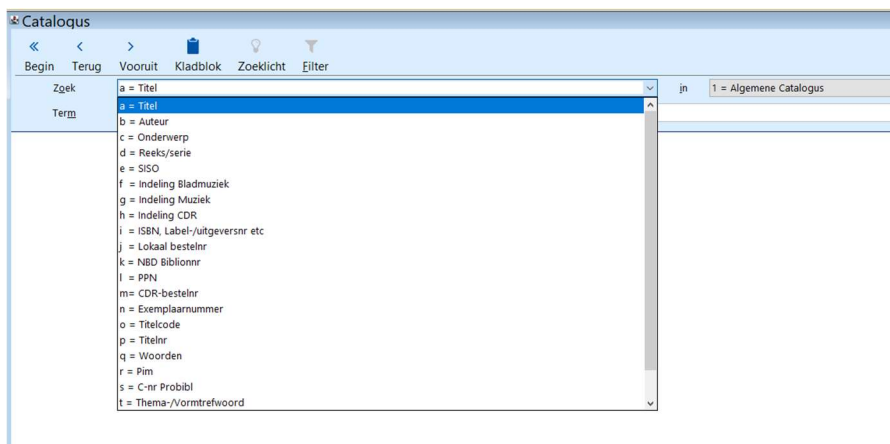 Catalogus
« ‹ ›
Begin Terug Vooruit Kladblok Zoeklicht Filter
Zoek a = Titel in 1 = Algemene Catalogus
Term
a = Titel
b = Auteur
c = Onderwerp
d = Reeks/serie
e = SISO
f = Indeling Bladmuziek
g = Indeling Muziek
h = Indeling CDR
i = ISBN, Label-/uitgeversnr etc
j = Lokaal bestelnr
k = NBD Biblionnr
l = PPN
m= CDR-bestelnr
n = Exemplaarnummer
o = Titelcode
p = Titelnr
q = Woorden
r = Pim
s = C-nr Probibl
t = Thema-/Vormtrefwoord